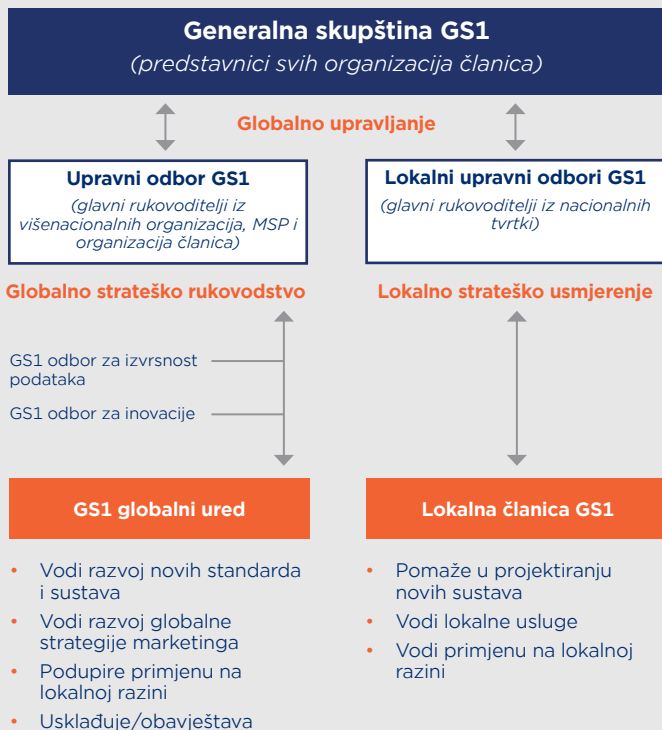 Generalna skupština GS1
(predstavnici svih organizacija članica)
Globalno upravljanje
Upravni odbor GS1
(glavni rukovoditelji iz
višenacionalnih organizacija, MSP i
organizacija članica)
Lokalni upravni odbori GS1
(glavni rukovoditelji iz nacionalnih
tvrtki)
Globalno strateško rukovodstvo
Lokalno strateško usmjerenje
GS1 odbor za izvrsnost
podataka
GS1 odbor za inovacije
GS1 globalni ured
• Vodi razvoj novih standarda
i sustava
• Vodi razvoj globalne
strategije marketinga
• Podupire primjenu na
lokalnoj razini
• Usklađuje/obavještava
Lokalna članica GS1
• Pomaže u projektiranju
novih sustava
• Vodi lokalne usluge
• Vodi primjenu na lokalnoj
razini